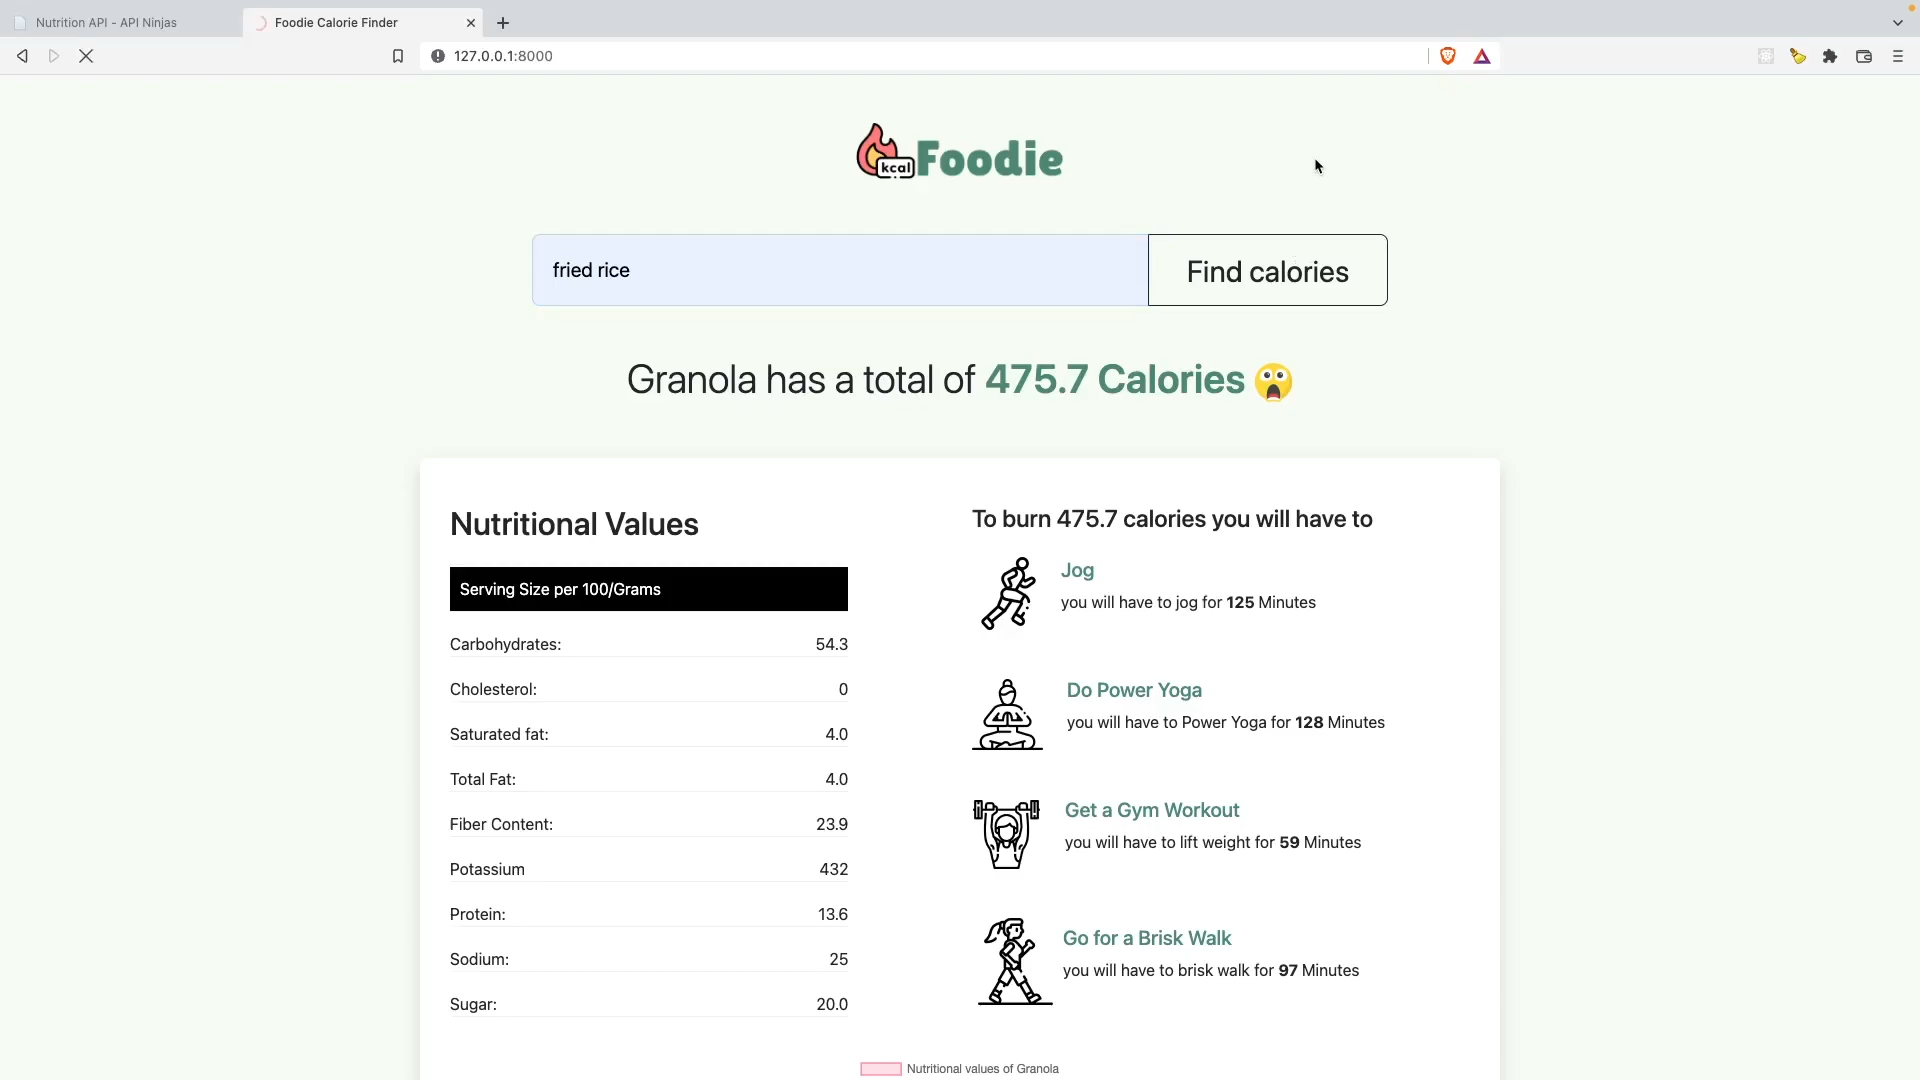 Nutrition API - API Ninjas
Foodie Calorie Finder
127.0.0.1:8000
kcal Foodie
fried rice
Find calories
Granola has a total of 475.7 Calories 😲
Nutritional Values
Serving Size per 100/Grams
Carbohydrates: 54.3
Cholesterol: 0
Saturated fat: 4.0
Total Fat: 4.0
Fiber Content: 23.9
Potassium 432
Protein: 13.6
Sodium: 25
Sugar: 20.0
To burn 475.7 calories you will have to
Jog
you will have to jog for 125 Minutes
Do Power Yoga
you will have to Power Yoga for 128 Minutes
Get a Gym Workout
you will have to lift weight for 59 Minutes
Go for a Brisk Walk
you will have to brisk walk for 97 Minutes
Nutritional values of Granola